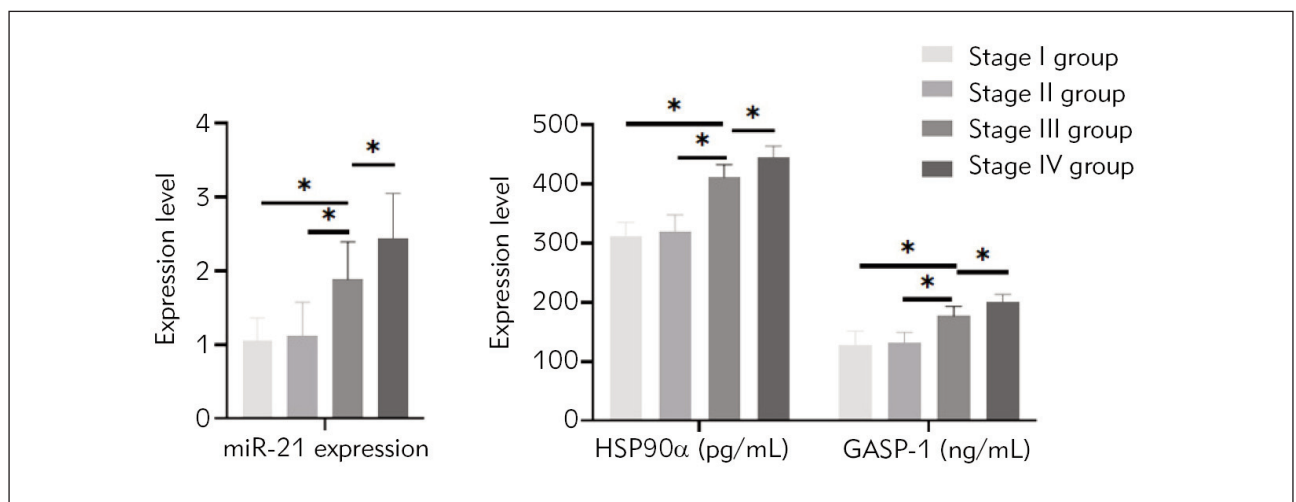 Stage I group
Stage II group
Stage III group
Stage IV group
Expression level
4
3
2
1
0
*
*
*
miR-21 expression
Expression level
500
400
300
200
100
0
*
*
*
*
*
*
HSP90α (pg/mL)
GASP-1 (ng/mL)